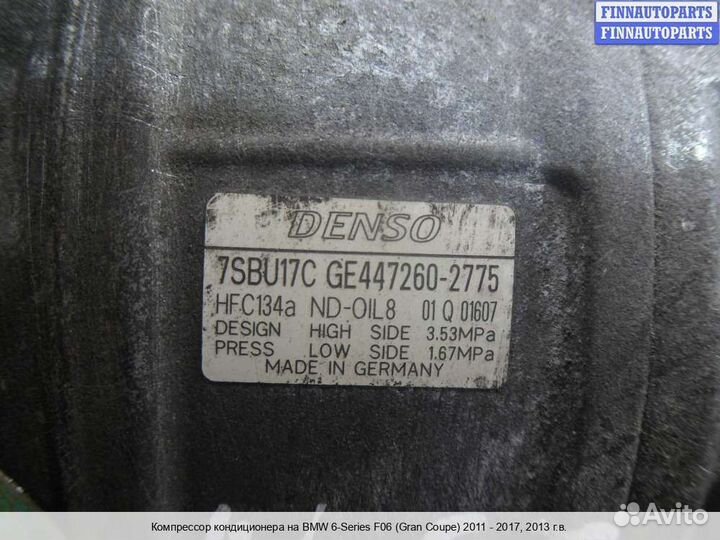 FINNAUTOPARTS
FINNAUTOPARTS
DENSO
7SBU17C GE447260-2775
HFC134a ND-OIL8 01 Q 01607
DESIGN HIGH SIDE 3.53MPa
PRESS LOW SIDE 1.67MPa
MADE IN GERMANY
Avito
Компрессор кондиционера на BMW 6-Series F06 (Gran Coupe) 2011 - 2017, 2013 г.в.